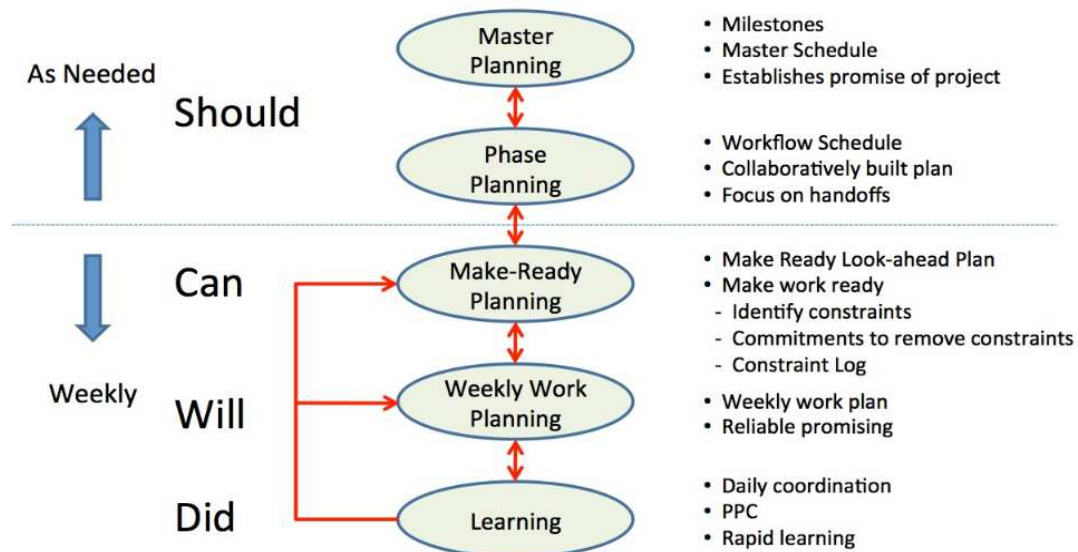 Master
Planning
• Milestones
• Master Schedule
• Establishes promise of project
As Needed
Should
Phase
Planning
• Workflow Schedule
• Collaboratively built plan
• Focus on handoffs
Can
Make-Ready
Planning
• Make Ready Look-ahead Plan
• Make work ready
- Identify constraints
- Commitments to remove constraints
- Constraint Log
Weekly
Will
Weekly Work
Planning
• Weekly work plan
• Reliable promising
Did
Learning
• Daily coordination
• PPC
• Rapid learning